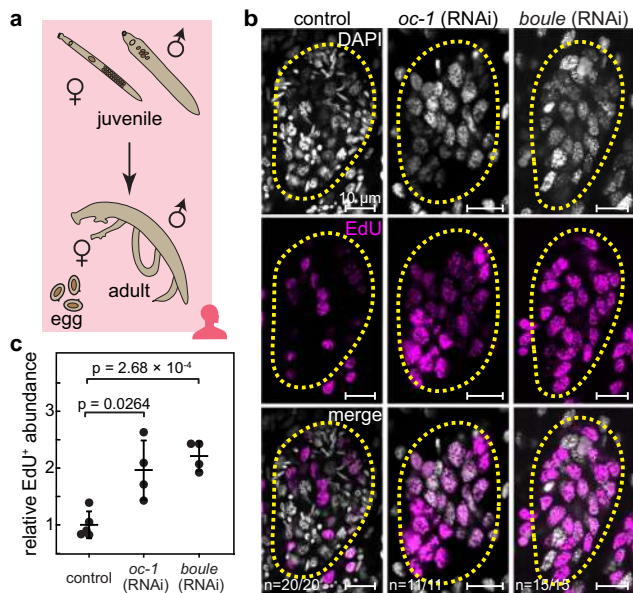 a
♀
♂
juvenile
♀
♂
adult
egg
b
control
oc-1 (RNAi)
boule (RNAi)
DAPI
10 µm
EdU
merge
n=20/20
n=11/11
n=15/15
c
relative EdU⁺ abundance
p = 2.68 × 10⁻⁴
p = 0.0264
3
2
1
control
oc-1
(RNAi)
boule
(RNAi)